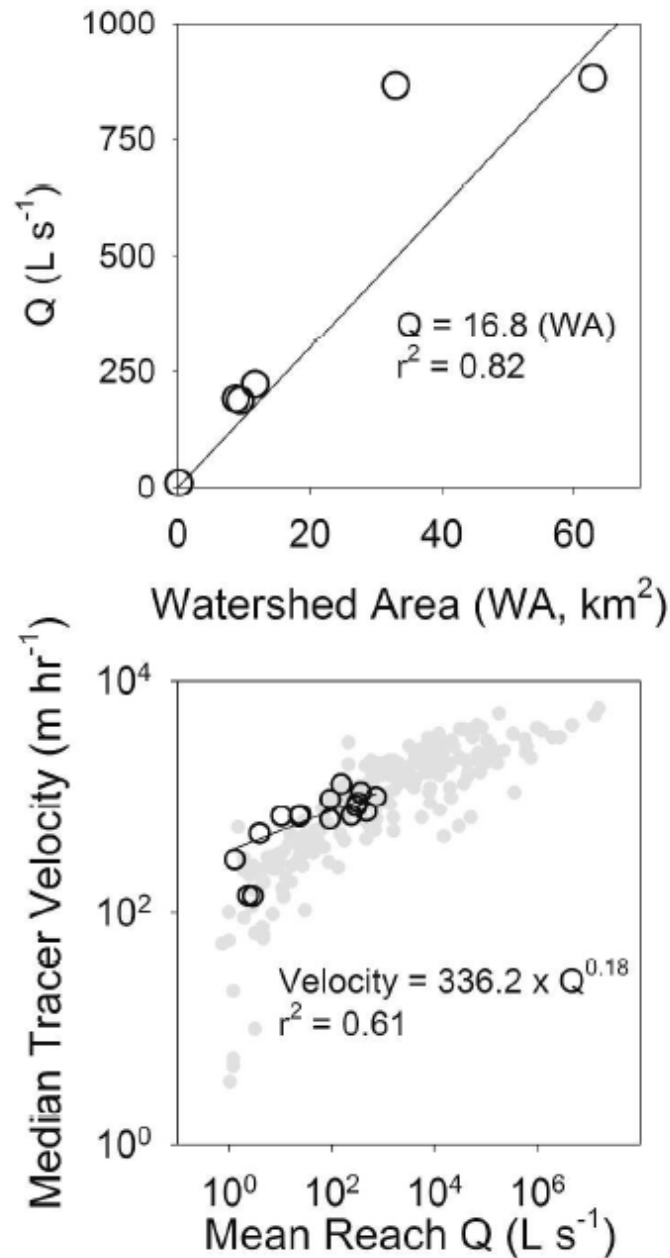 1000
750
500
250
0
Q (L s⁻¹)
Q = 16.8 (WA)
r² = 0.82
0 20 40 60
Watershed Area (WA, km²)
Median Tracer Velocity (m hr⁻¹)
10⁴
10²
10⁰
Velocity = 336.2 x Q⁰·¹⁸
r² = 0.61
10⁰ 10² 10⁴ 10⁶
Mean Reach Q (L s⁻¹)